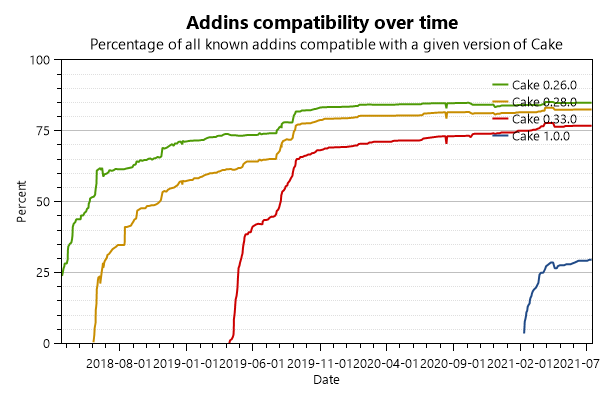 Addins compatibility over time
Percentage of all known addins compatible with a given version of Cake
100
75
50
25
0
Percent
Cake 0.26.0
Cake 0.28.0
Cake 0.33.0
Cake 1.0.0
2018-08-01 2019-01-01 2019-06-01 2019-11-01 2020-04-01 2020-09-01 2021-02-01 2021-07
Date